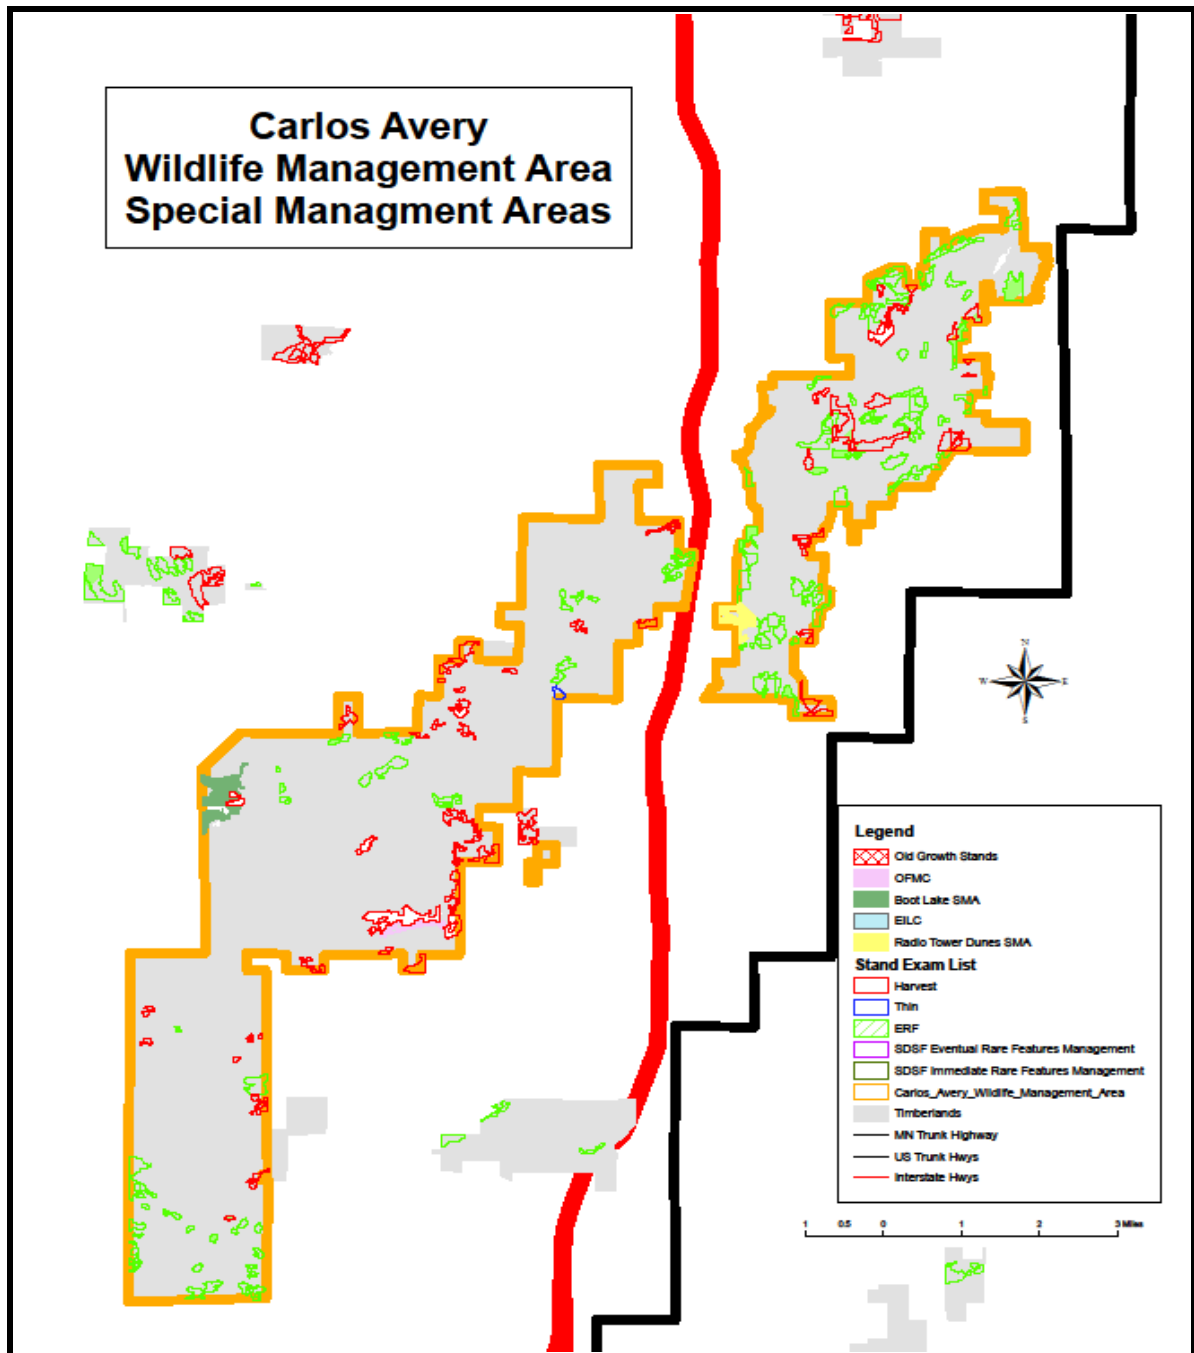 Carlos Avery
Wildlife Management Area
Special Managment Areas
N
W
E
S
Legend
Old Growth Stands
OFMC
Boot Lake SMA
EILC
Radio Tower Dunes SMA
Stand Exam List
Harvest
Thin
ERF
SDSF Eventual Rare Features Management
SDSF Immediate Rare Features Management
Carlos_Avery_Wildlife_Management_Area
Timberlands
MN Trunk Highway
US Trunk Hwys
Interstate Hwys
1 0.5 0 1 2 3 Miles